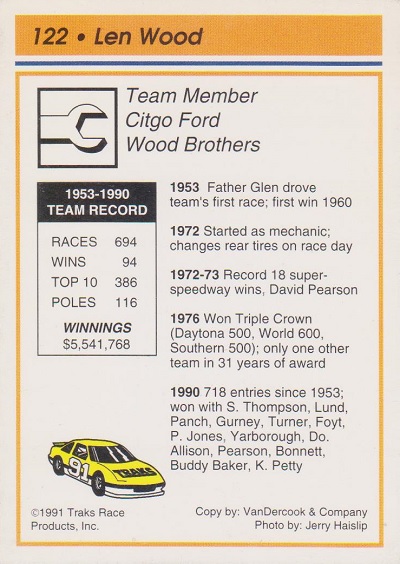 122 • Len Wood
Team Member
Citgo Ford
Wood Brothers
1953-1990
TEAM RECORD
RACES 694
WINS 94
TOP 10 386
POLES 116
WINNINGS
$5,541,768
1953 Father Glen drove
team's first race; first win 1960
1972 Started as mechanic;
changes rear tires on race day
1972-73 Record 18 super-
speedway wins, David Pearson
1976 Won Triple Crown
(Daytona 500, World 600,
Southern 500); only one other
team in 31 years of award
1990 718 entries since 1953;
won with S. Thompson, Lund,
Panch, Gurney, Turner, Foyt,
P. Jones, Yarborough, Do.
Allison, Pearson, Bonnett,
Buddy Baker, K. Petty
91
TRAKS
©1991 Traks Race
Products, Inc.
Copy by: VanDercook & Company
Photo by: Jerry Haislip